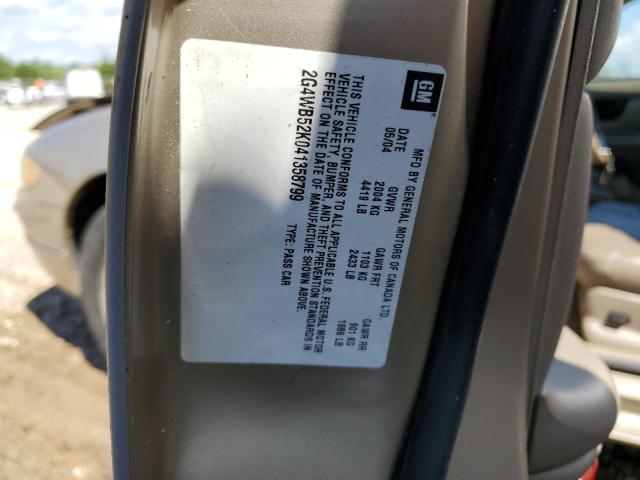 GM
MFD BY GENERAL MOTORS OF CANADA LTD.
DATE GVWR GAWR FRT GAWR RR
05/04 2004 KG 1103 KG 901 KG
4419 LB 2433 LB 1986 LB
THIS VEHICLE CONFORMS TO ALL APPLICABLE U.S. FEDERAL MOTOR
VEHICLE SAFETY, BUMPER, AND THEFT PREVENTION STANDARDS IN
EFFECT ON THE DATE OF MANUFACTURE SHOWN ABOVE.
2G4WB52K041358799 TYPE: PASS CAR